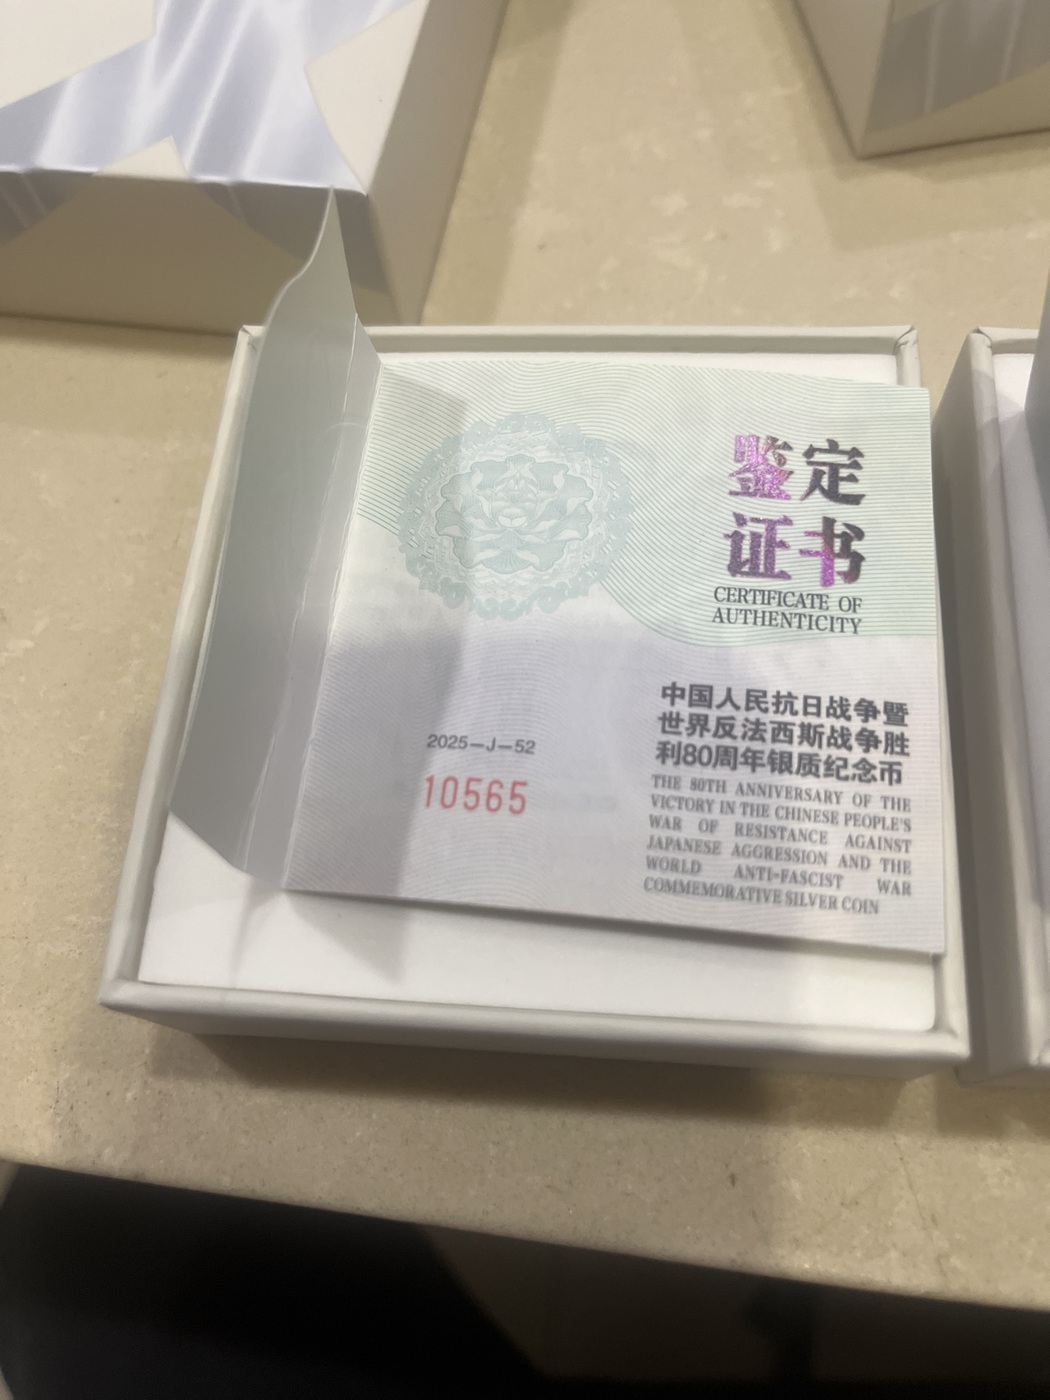 鉴定
证书
CERTIFICATE OF
AUTHENTICITY
中国人民抗日战争暨
世界反法西斯战争胜
利80周年银质纪念币
THE 80TH ANNIVERSARY OF THE
VICTORY IN THE CHINESE PEOPLE'S
WAR OF RESISTANCE AGAINST
JAPANESE AGGRESSION AND THE
WORLD ANTI-FASCIST WAR
COMMEMORATIVE SILVER COIN
2025—J—52
10565